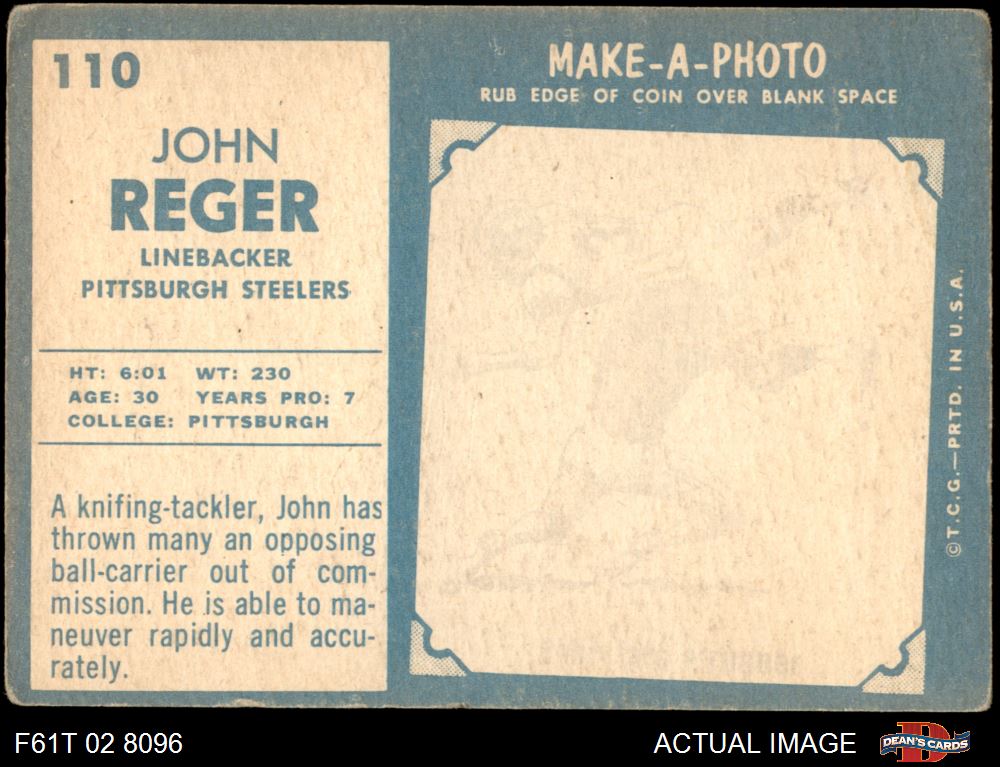 110
JOHN
REGER
LINEBACKER
PITTSBURGH STEELERS
HT: 6:01 WT: 230
AGE: 30 YEARS PRO: 7
COLLEGE: PITTSBURGH
A knifing-tackler, John has
thrown many an opposing
ball-carrier out of com-
mission. He is able to ma-
neuver rapidly and accu-
rately.
MAKE-A-PHOTO
RUB EDGE OF COIN OVER BLANK SPACE
©T.C.G.—PRTD. IN U.S.A.
F61T 02 8096
ACTUAL IMAGE
D
DEAN'S CARDS